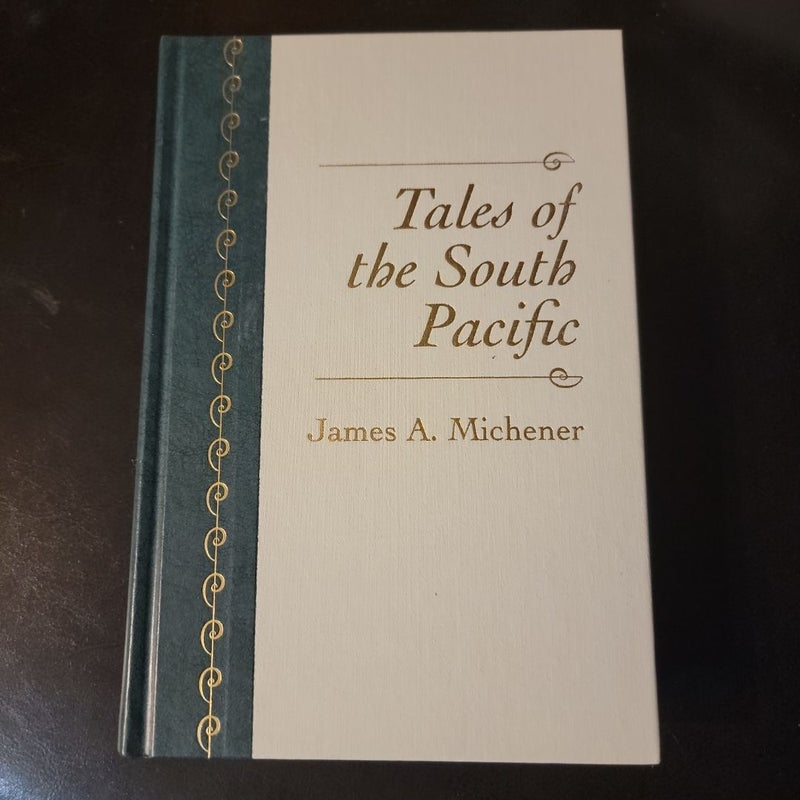 Tales of
the South
Pacific
James A. Michener